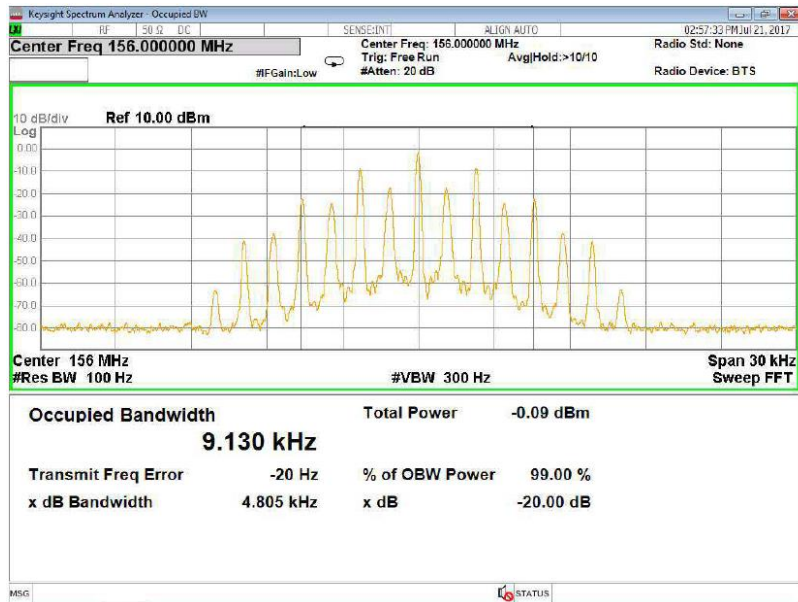 Keysight Spectrum Analyzer - Occupied BW
LXI RF 50 Ω DC SENSE:INT ALIGN AUTO 02:57:33 PM Jul 21, 2017
Center Freq 156.000000 MHz Center Freq: 156.000000 MHz Radio Std: None
Trig: Free Run Avg|Hold:>10/10
#IFGain:Low #Atten: 20 dB Radio Device: BTS
10 dB/div Ref 10.00 dBm
Log
0.00
-10.0
-20.0
-30.0
-40.0
-50.0
-60.0
-70.0
-80.0
Center 156 MHz Span 30 kHz
#Res BW 100 Hz #VBW 300 Hz Sweep FFT
Occupied Bandwidth Total Power -0.09 dBm
9.130 kHz
Transmit Freq Error -20 Hz % of OBW Power 99.00 %
x dB Bandwidth 4.805 kHz x dB -20.00 dB
MSG STATUS